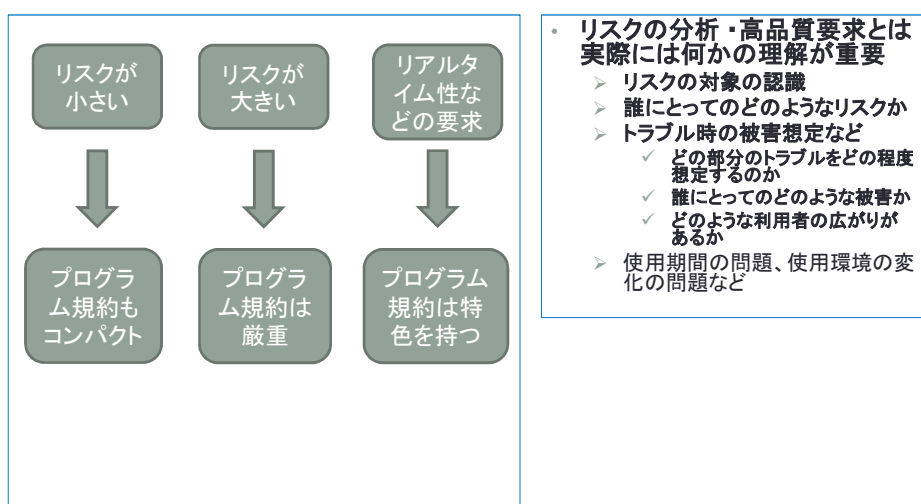 リスクが
小さい
リスクが
大きい
リアルタ
イム性な
どの要求
プログラ
ム規約も
コンパクト
プログラ
ム規約は
厳重
プログラム
規約は特
色を持つ
• リスクの分析・高品質要求とは
実際には何かの理解が重要
➢ リスクの対象の認識
➢ 誰にとってのどのようなリスクか
➢ トラブル時の被害想定など
✓ どの部分のトラブルをどの程度
想定するのか
✓ 誰にとってのどのような被害か
✓ どのような利用者の広がりが
あるか
➢ 使用期間の問題、使用環境の変
化の問題など